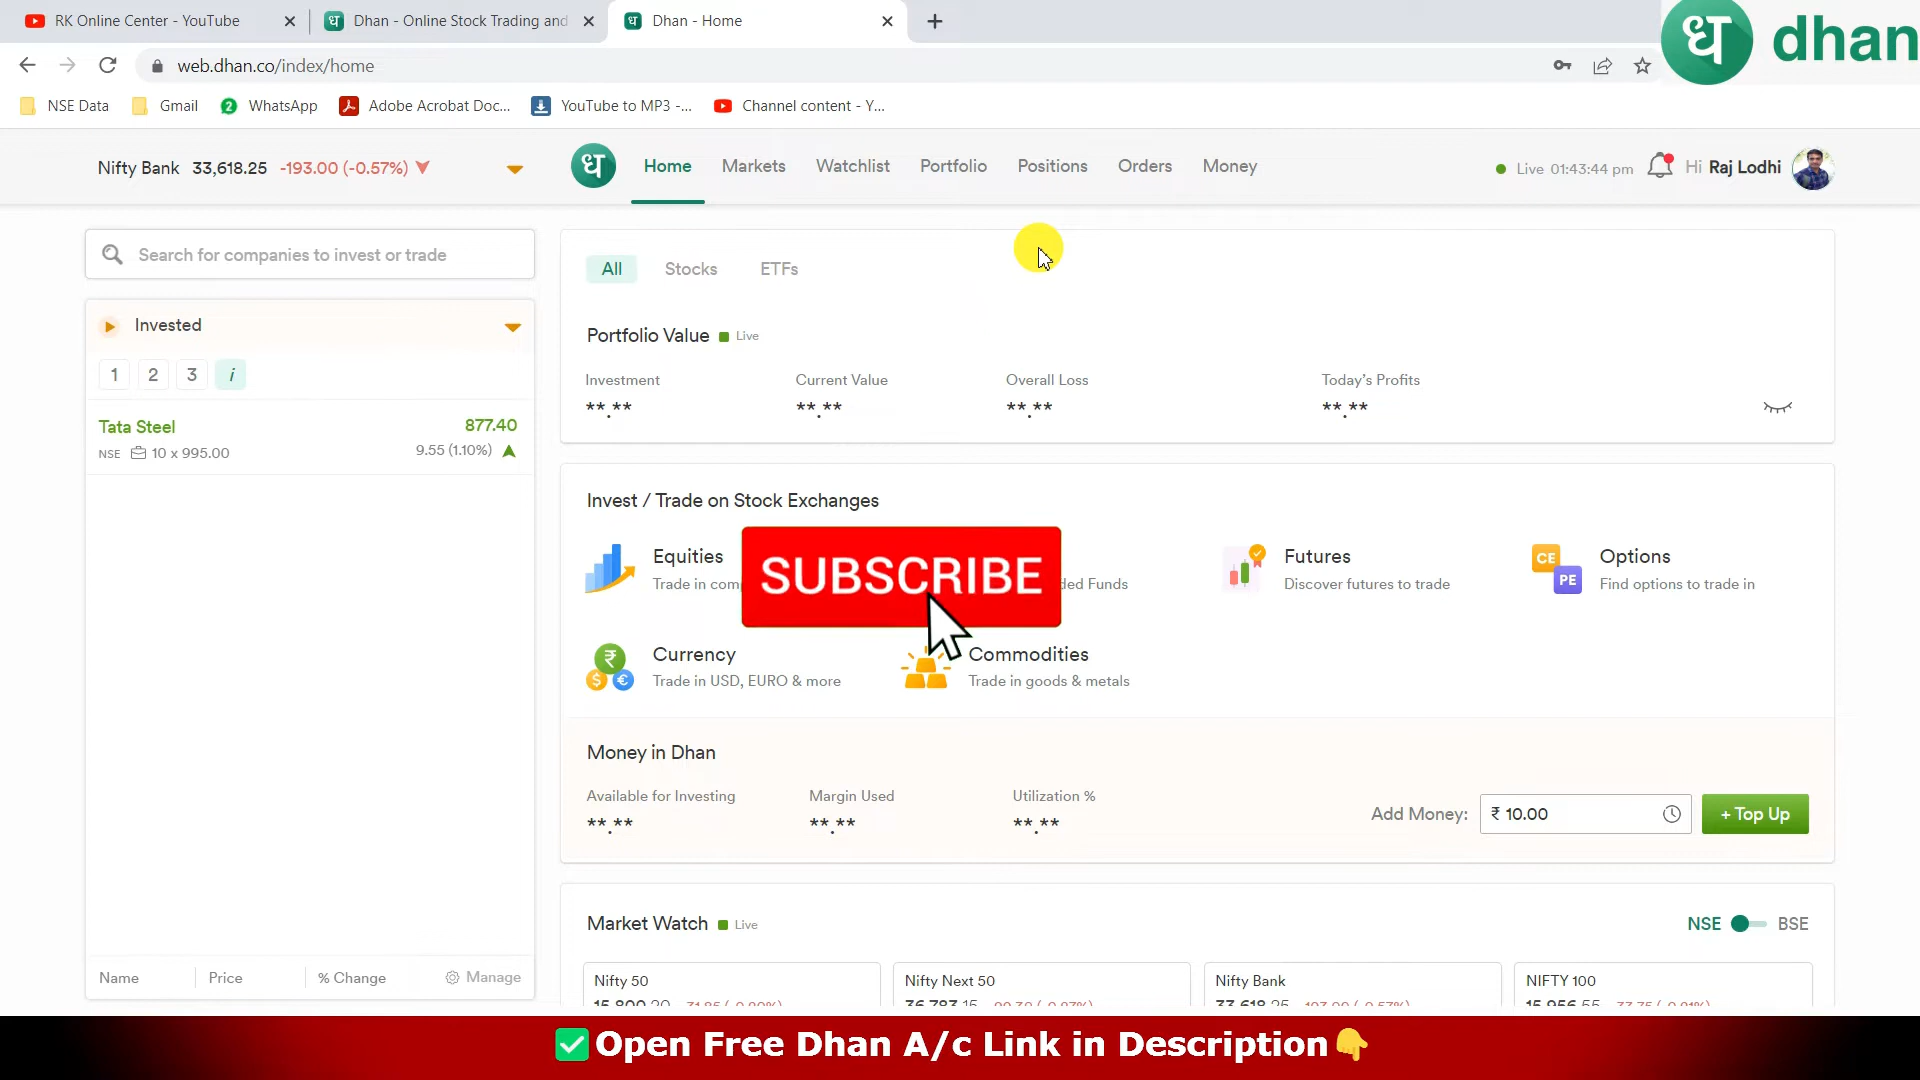 RK Online Center - YouTube
Dhan - Online Stock Trading and
Dhan - Home
ध dhan
web.dhan.co/index/home
NSE Data
Gmail
WhatsApp
Adobe Acrobat Doc...
YouTube to MP3 -...
Channel content - Y...
Nifty Bank 33,618.25 -193.00 (-0.57%)
ध
Home
Markets
Watchlist
Portfolio
Positions
Orders
Money
Live 01:43:44 pm
Hi Raj Lodhi
Search for companies to invest or trade
Invested
1 2 3 i
Tata Steel 877.40
NSE 10 x 995.00 9.55 (1.10%)
Name Price % Change Manage
All Stocks ETFs
Portfolio Value Live
Investment Current Value Overall Loss Today's Profits
**.** **.** **.** **.**
Invest / Trade on Stock Exchanges
Equities
Trade in com
ded Funds
Futures
Discover futures to trade
CE PE
Options
Find options to trade in
SUBSCRIBE
Currency
Trade in USD, EURO & more
Commodities
Trade in goods & metals
Money in Dhan
Available for Investing Margin Used Utilization %
**.** **.** **.**
Add Money: ₹ 10.00 + Top Up
Market Watch Live
NSE BSE
Nifty 50 Nifty Next 50 Nifty Bank NIFTY 100
✅Open Free Dhan A/c Link in Description👇